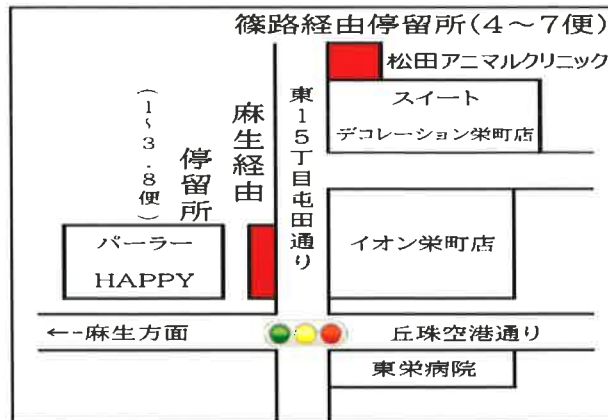 篠路経由停留所(4～7便)
松田アニマルクリニック
スイート
デコレーション栄町店
東15丁目屯田通り
麻生経由
停留所
(1～3.8便)
パーラー
HAPPY
イオン栄町店
←--麻生方面
丘珠空港通り
東栄病院